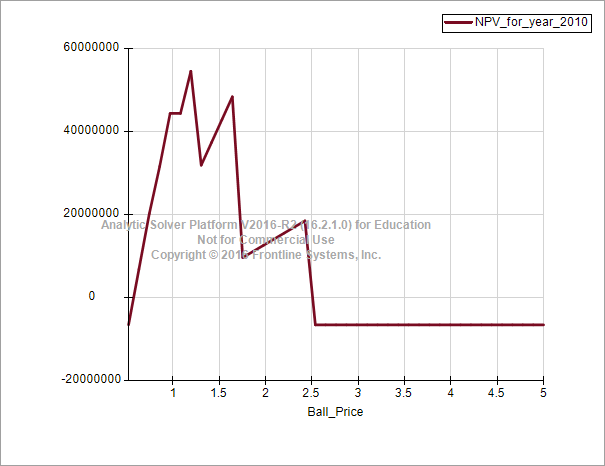 NPV_for_year_2010
60000000
40000000
20000000
0
-20000000
Analytic Solver Platform V2016-R2 (16.2.1.0) for Education
Not for Commercial Use
Copyright © 2016 Frontline Systems, Inc.
1 1.5 2 2.5 3 3.5 4 4.5 5
Ball_Price